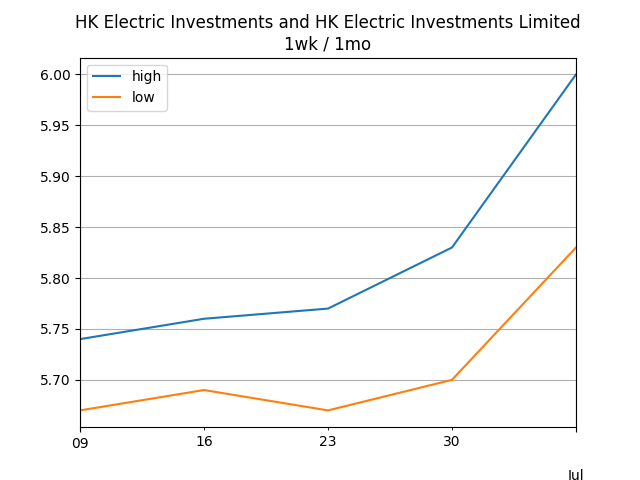 HK Electric Investments and HK Electric Investments Limited
1wk / 1mo
high
low
6.00
5.95
5.90
5.85
5.80
5.75
5.70
09
16
23
30
Iul